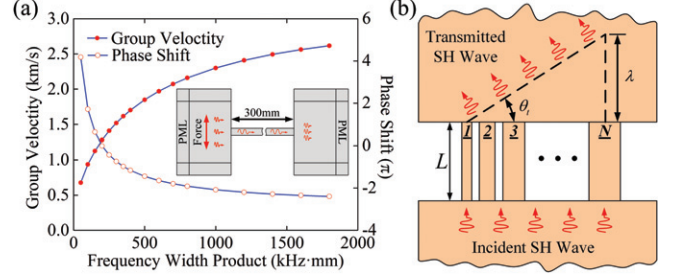 (a)
3.0
2.5
2.0
1.5
1.0
0.5
0.0
Group Velocity (km/s)
Group Veloctity
Phase Shift
300mm
PML
Force
PML
6
4
2
0
-2
-4
Phase Shift (π)
0
500
1000
1500
2000
Frequency Width Product (kHz·mm)
(b)
Transmitted
SH Wave
λ
θt
1 2 3 N
L
Incident SH Wave